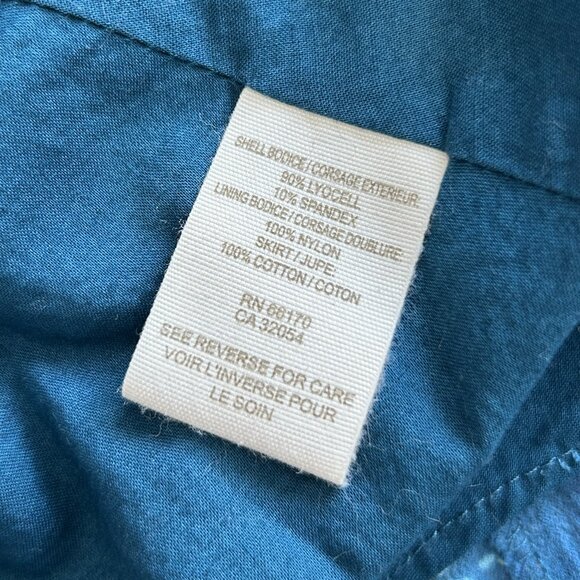 SHELL BODICE / CORSAGE EXTERIEUR:
90% LYOCELL
10% SPANDEX
LINING BODICE / CORSAGE DOUBLURE:
100% NYLON
SKIRT / JUPE:
100% COTTON / COTON
RN 66170
CA 32054
SEE REVERSE FOR CARE
VOIR L'INVERSE POUR
LE SOIN